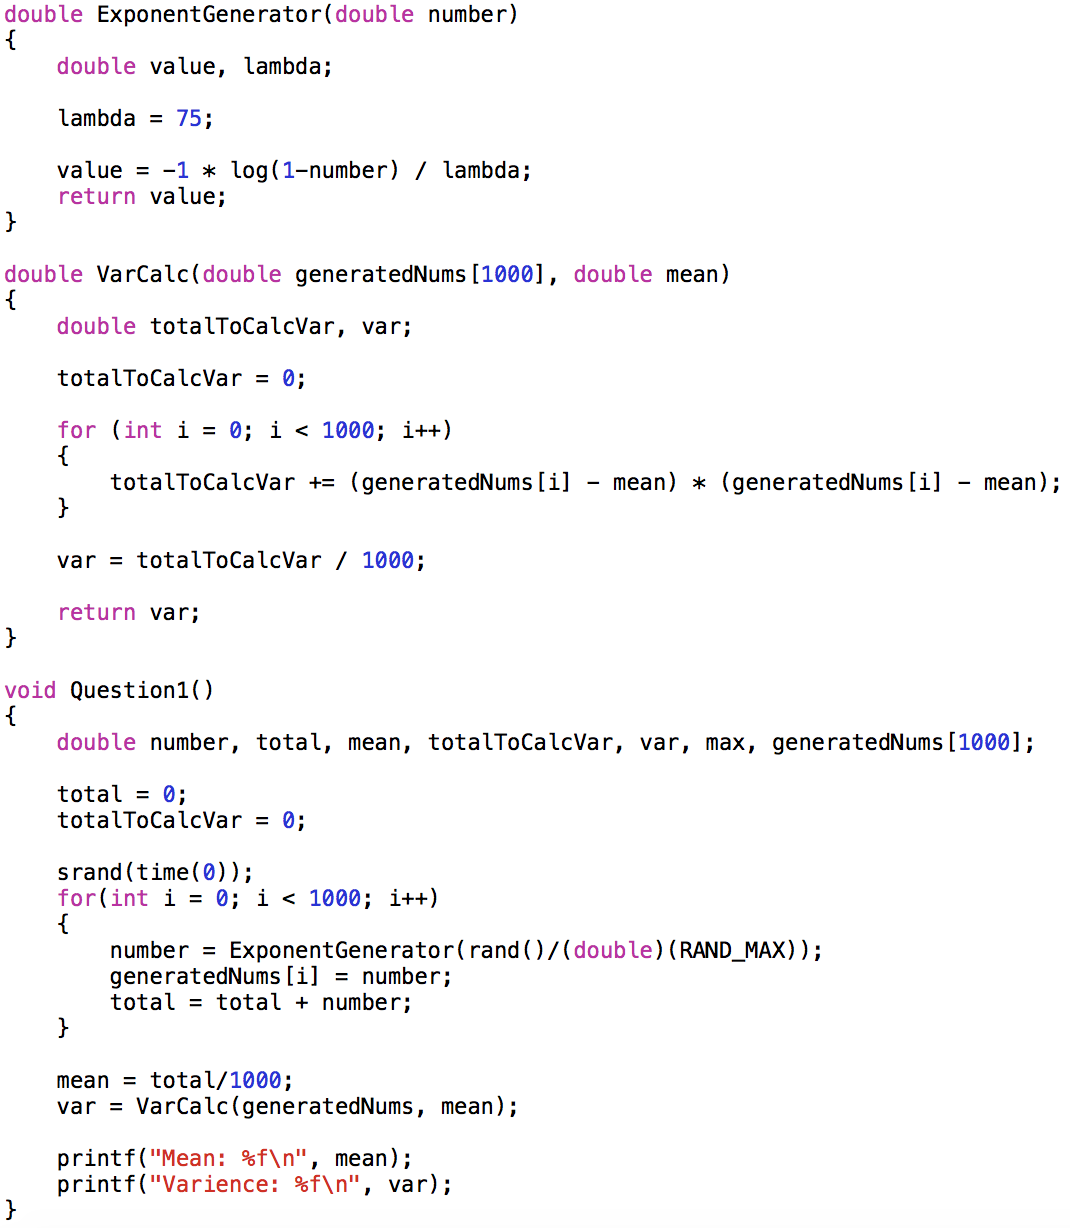 double ExponentGenerator(double number)
{
    double value, lambda;

    lambda = 75;

    value = -1 * log(1-number) / lambda;
    return value;
}

double VarCalc(double generatedNums[1000], double mean)
{
    double totalToCalcVar, var;

    totalToCalcVar = 0;

    for (int i = 0; i < 1000; i++)
    {
        totalToCalcVar += (generatedNums[i] - mean) * (generatedNums[i] - mean);
    }

    var = totalToCalcVar / 1000;

    return var;
}

void Question1()
{
    double number, total, mean, totalToCalcVar, var, max, generatedNums[1000];

    total = 0;
    totalToCalcVar = 0;

    srand(time(0));
    for(int i = 0; i < 1000; i++)
    {
        number = ExponentGenerator(rand()/(double)(RAND_MAX));
        generatedNums[i] = number;
        total = total + number;
    }

    mean = total/1000;
    var = VarCalc(generatedNums, mean);

    printf("Mean: %f\n", mean);
    printf("Varience: %f\n", var);
}